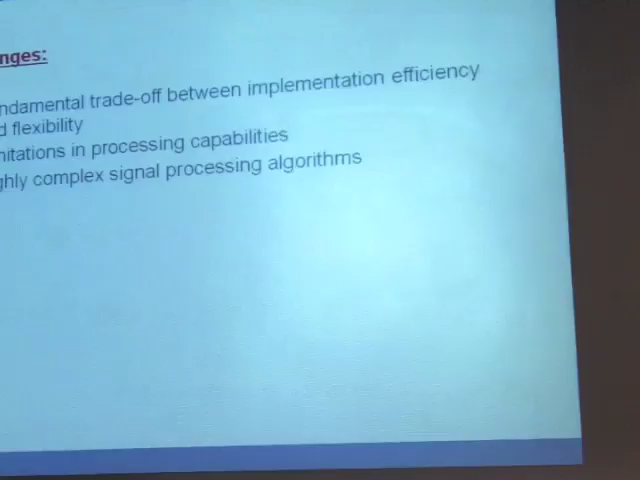 nges:
ndamental trade-off between implementation efficiency
d flexibility
nitations in processing capabilities
ghly complex signal processing algorithms